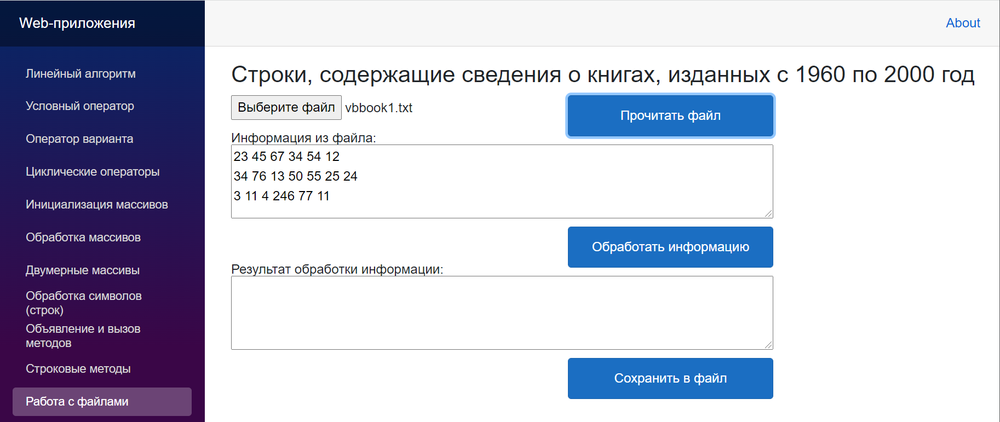 Web-приложения
About
Линейный алгоритм
Условный оператор
Оператор варианта
Циклические операторы
Инициализация массивов
Обработка массивов
Двумерные массивы
Обработка символов
(строк)
Объявление и вызов
методов
Строковые методы
Работа с файлами
Строки, содержащие сведения о книгах, изданных с 1960 по 2000 год
Выберите файл vbbook1.txt
Прочитать файл
Информация из файла:
23 45 67 34 54 12
34 76 13 50 55 25 24
3 11 4 246 77 11
Обработать информацию
Результат обработки информации:
Сохранить в файл